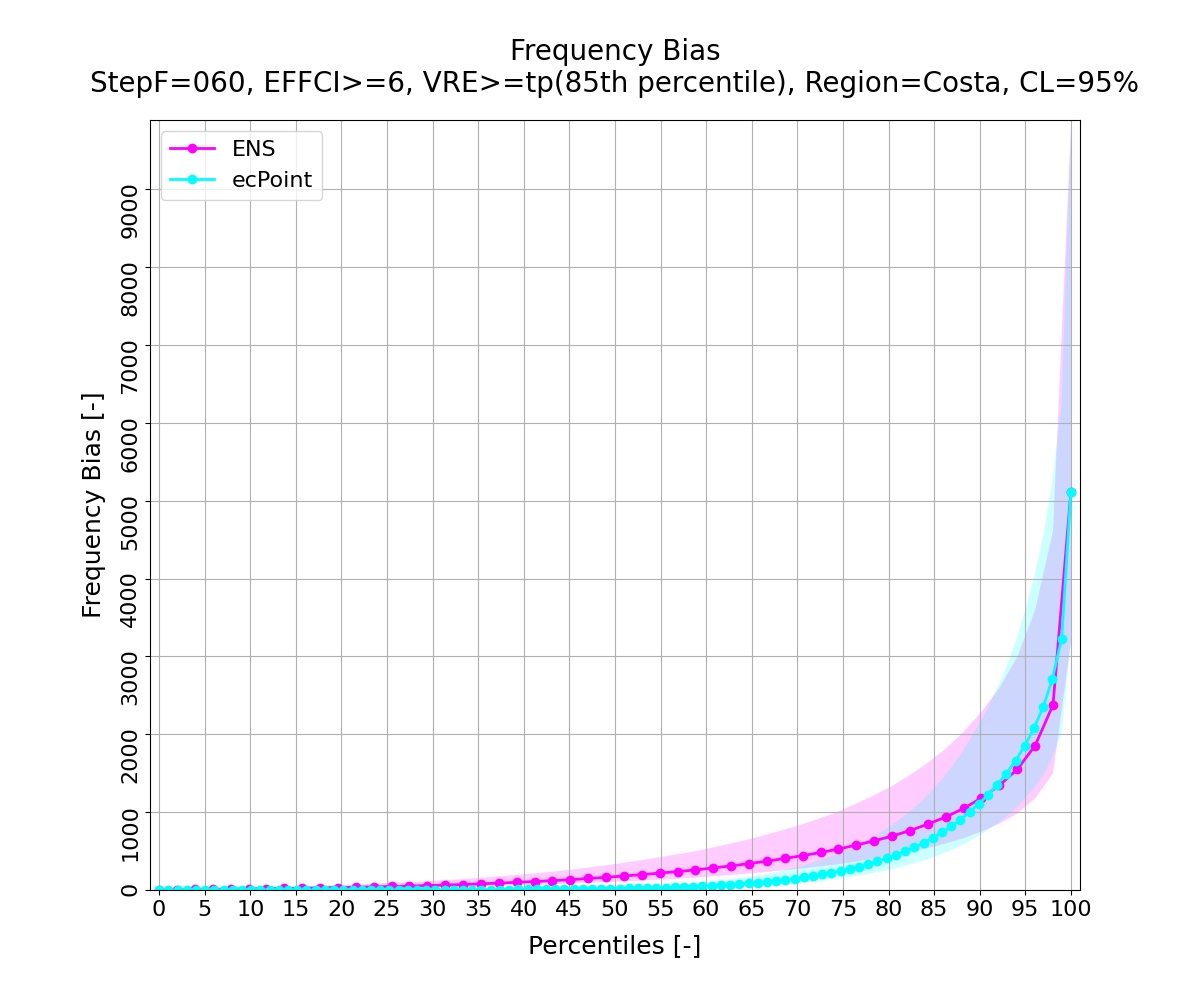 Frequency Bias
StepF=060, EFFCI>=6, VRE>=tp(85th percentile), Region=Costa, CL=95%
ENS
ecPoint
Frequency Bias [-]
9000
8000
7000
6000
5000
4000
3000
2000
1000
0
0 5 10 15 20 25 30 35 40 45 50 55 60 65 70 75 80 85 90 95 100
Percentiles [-]